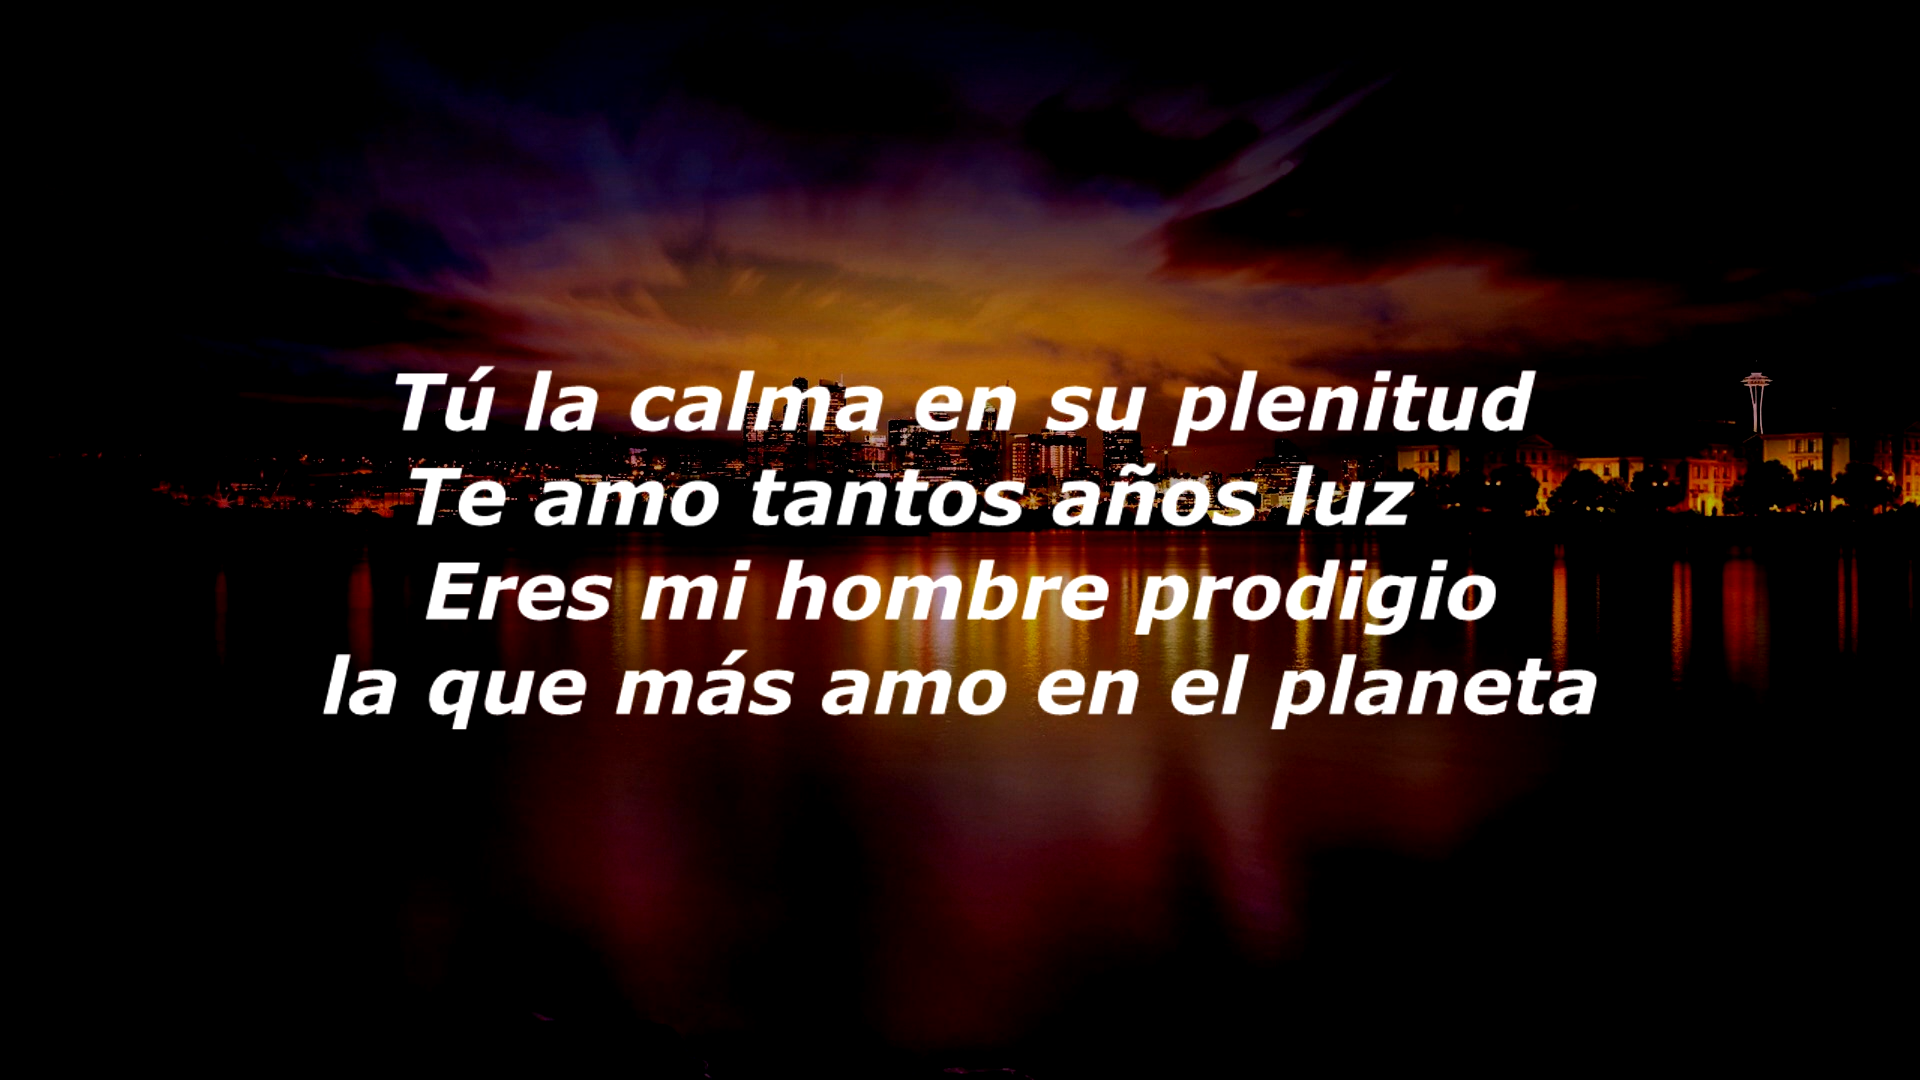 Tú la calma en su plenitud
Te amo tantos años luz
Eres mi hombre prodigio
la que más amo en el planeta